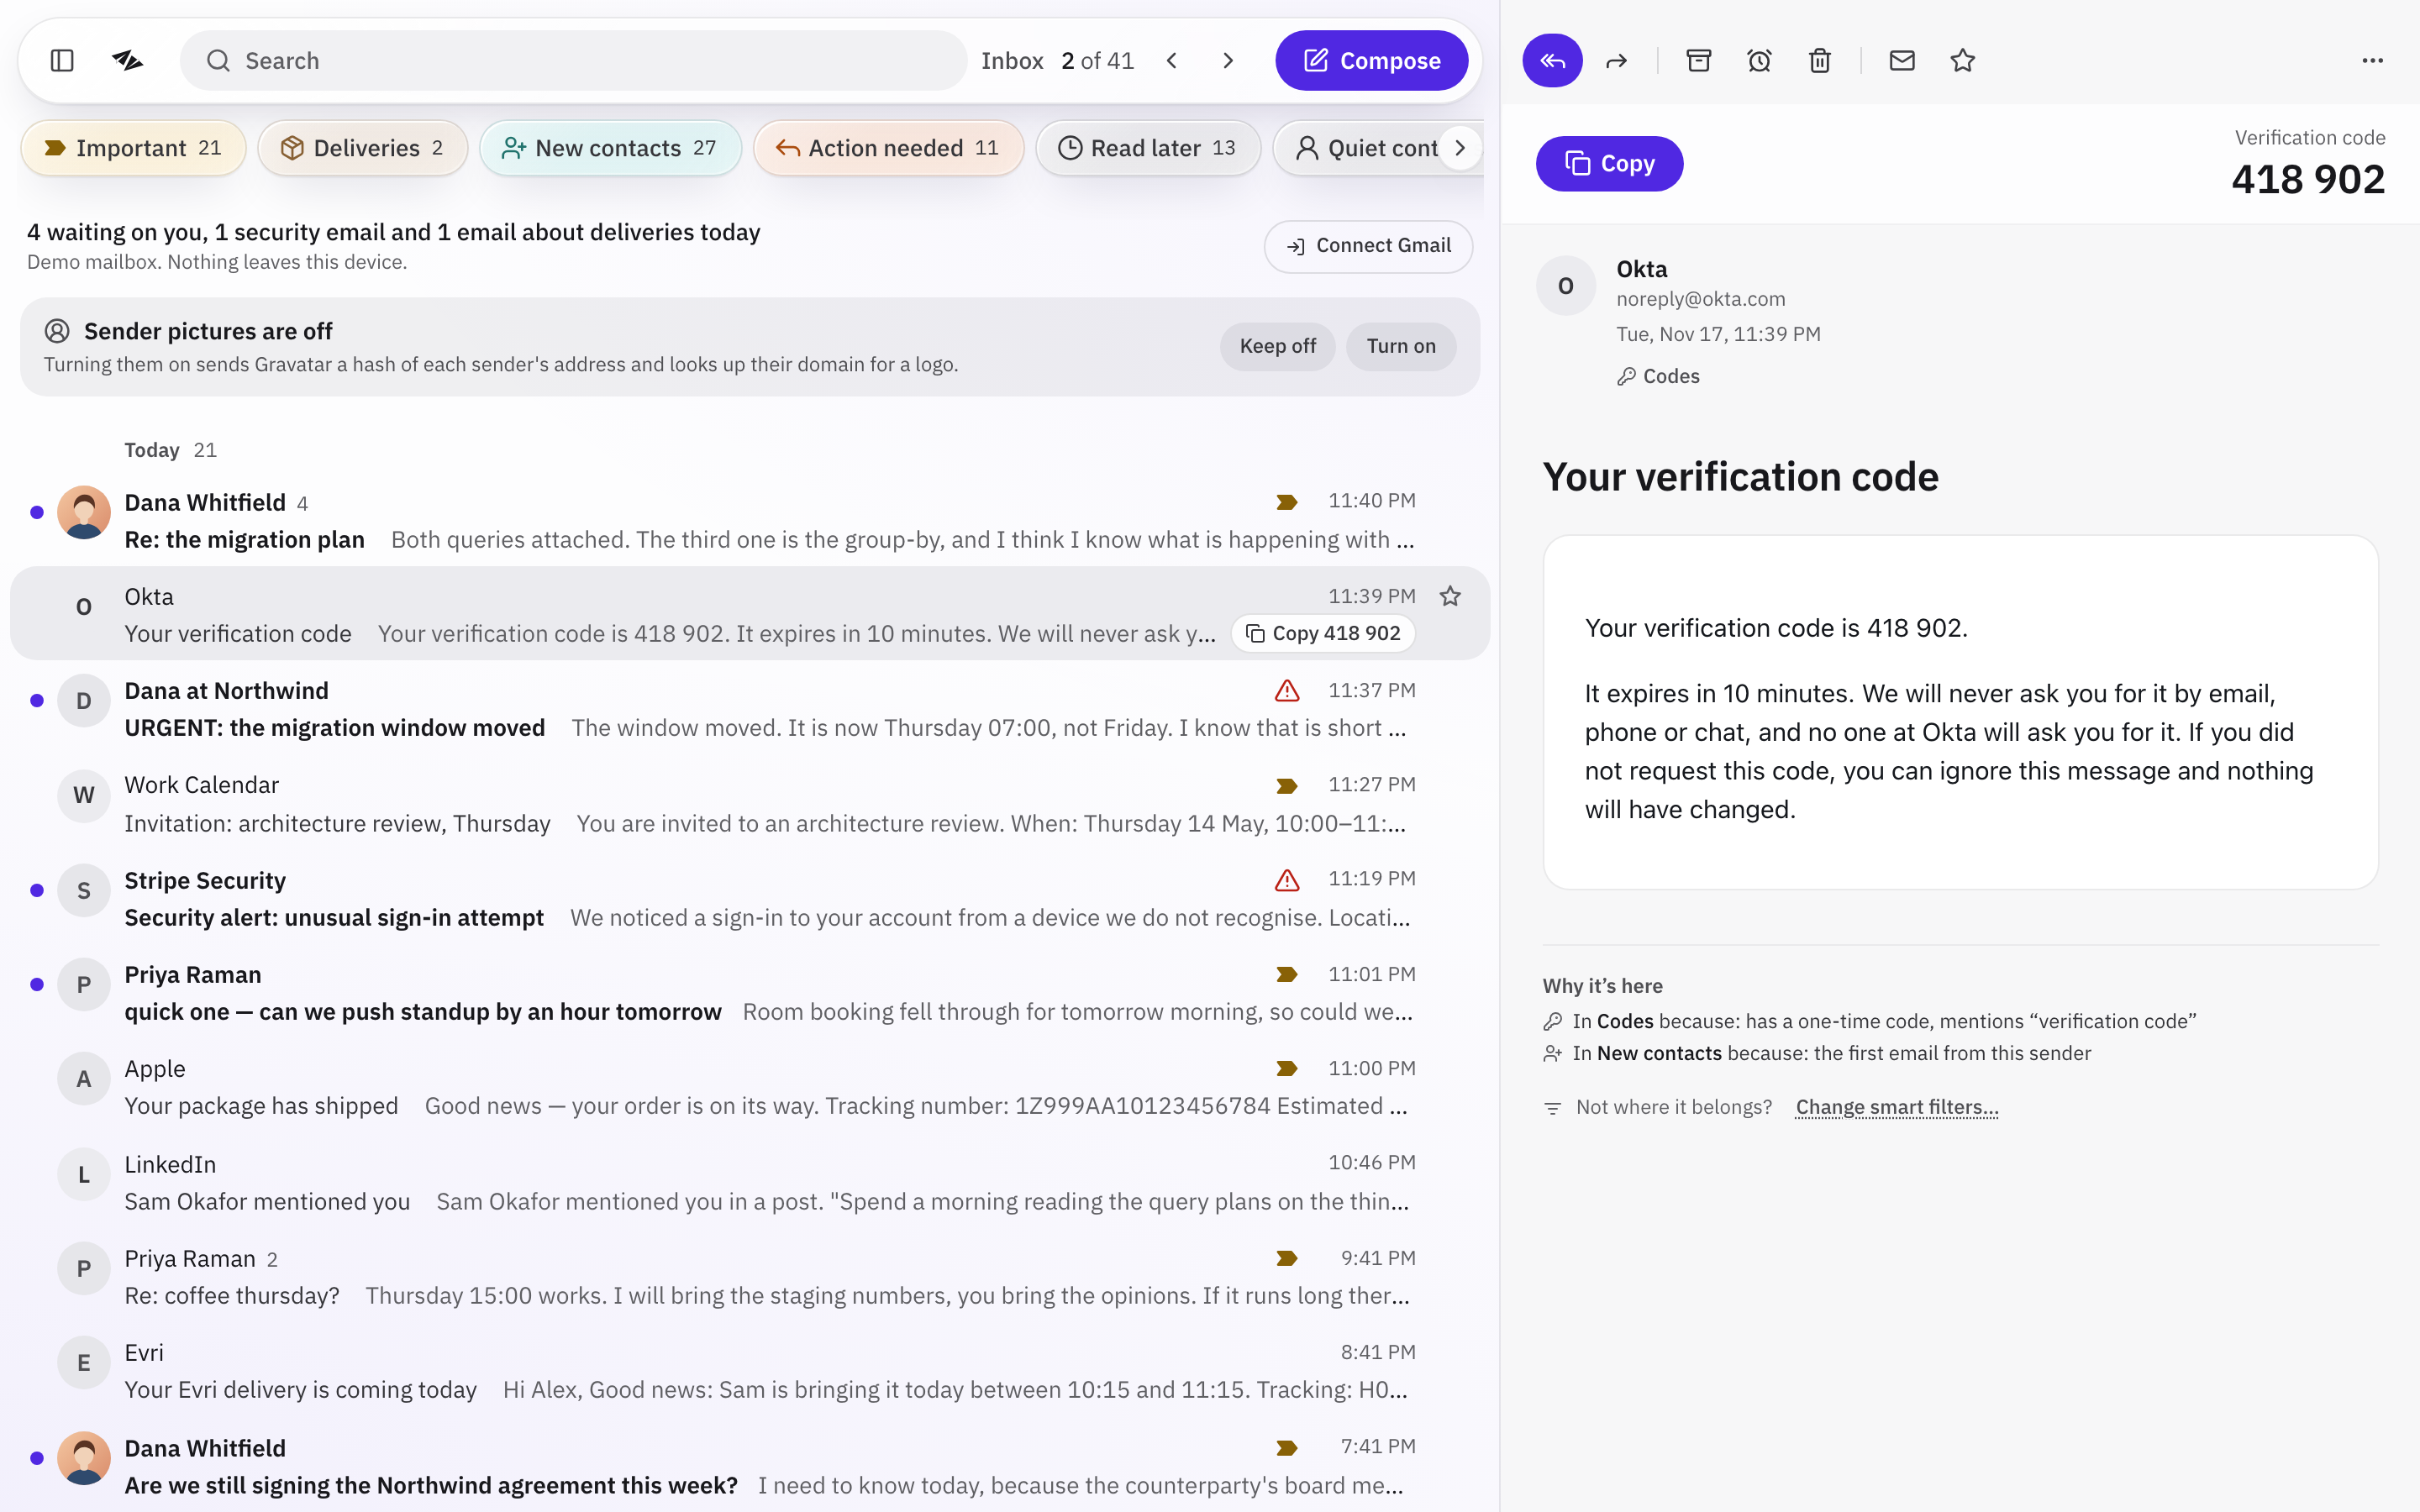 Search
Inbox 2 of 41
Compose
Important 21
Deliveries 2
New contacts 27
Action needed 11
Read later 13
Quiet cont
4 waiting on you, 1 security email and 1 email about deliveries today
Demo mailbox. Nothing leaves this device.
Connect Gmail
Sender pictures are off
Turning them on sends Gravatar a hash of each sender's address and looks up their domain for a logo.
Keep off
Turn on
Today 21
Dana Whitfield 4 11:40 PM
Re: the migration plan Both queries attached. The third one is the group-by, and I think I know what is happening with ...
O Okta 11:39 PM
Your verification code Your verification code is 418 902. It expires in 10 minutes. We will never ask y... Copy 418 902
D Dana at Northwind 11:37 PM
URGENT: the migration window moved The window moved. It is now Thursday 07:00, not Friday. I know that is short ...
W Work Calendar 11:27 PM
Invitation: architecture review, Thursday You are invited to an architecture review. When: Thursday 14 May, 10:00–11:...
S Stripe Security 11:19 PM
Security alert: unusual sign-in attempt We noticed a sign-in to your account from a device we do not recognise. Locati...
P Priya Raman 11:01 PM
quick one — can we push standup by an hour tomorrow Room booking fell through for tomorrow morning, so could we...
A Apple 11:00 PM
Your package has shipped Good news — your order is on its way. Tracking number: 1Z999AA10123456784 Estimated ...
L LinkedIn 10:46 PM
Sam Okafor mentioned you Sam Okafor mentioned you in a post. "Spend a morning reading the query plans on the thin...
P Priya Raman 2 9:41 PM
Re: coffee thursday? Thursday 15:00 works. I will bring the staging numbers, you bring the opinions. If it runs long ther...
E Evri 8:41 PM
Your Evri delivery is coming today Hi Alex, Good news: Sam is bringing it today between 10:15 and 11:15. Tracking: H0...
Dana Whitfield 7:41 PM
Are we still signing the Northwind agreement this week? I need to know today, because the counterparty's board me...
Copy
Verification code
418 902
O Okta
noreply@okta.com
Tue, Nov 17, 11:39 PM
Codes
Your verification code
Your verification code is 418 902.
It expires in 10 minutes. We will never ask you for it by email,
phone or chat, and no one at Okta will ask you for it. If you did
not request this code, you can ignore this message and nothing
will have changed.
Why it’s here
In Codes because: has a one-time code, mentions “verification code”
In New contacts because: the first email from this sender
Not where it belongs? Change smart filters...